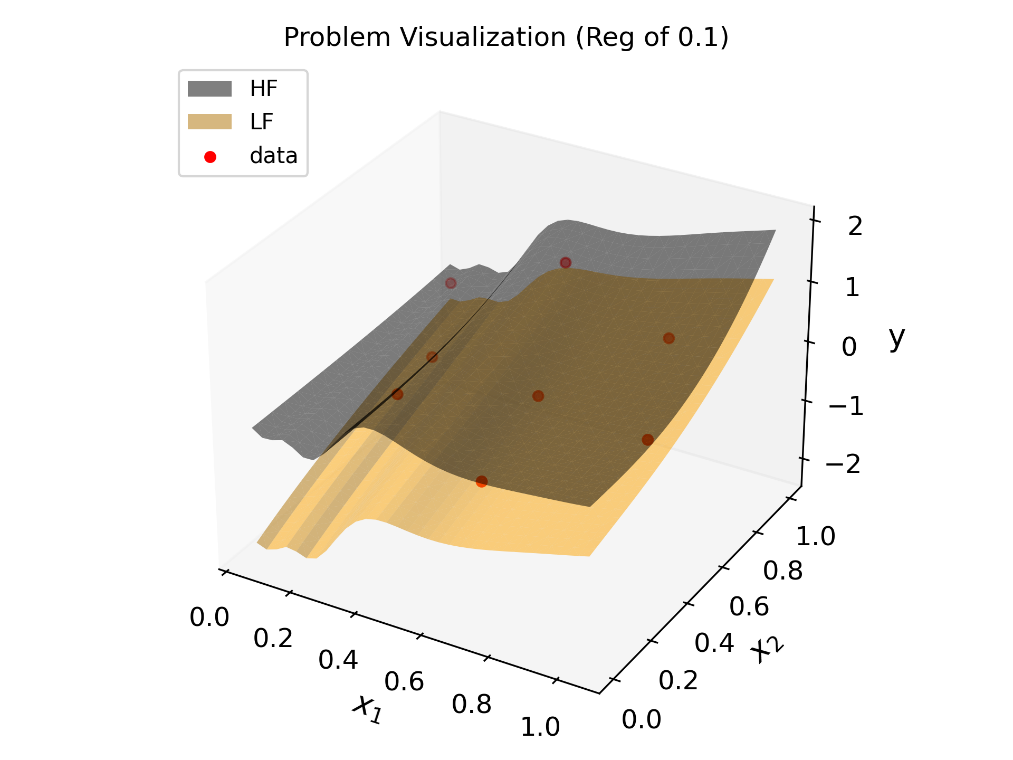 Problem Visualization (Reg of 0.1)
HF
LF
data
2
1
0
−1
−2
y
0.0
0.2
0.4
0.6
0.8
1.0
x₁
0.0
0.2
0.4
0.6
0.8
1.0
x₂